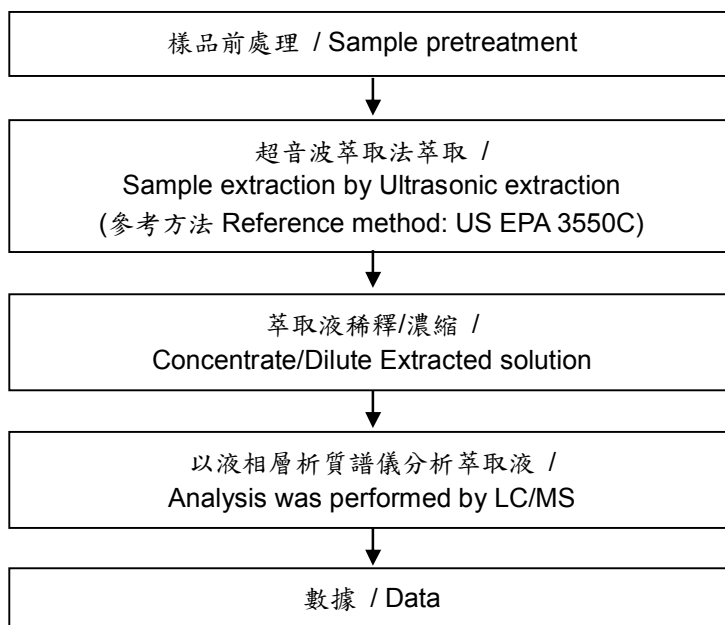 樣品前處理 / Sample pretreatment
超音波萃取法萃取 /
Sample extraction by Ultrasonic extraction
(參考方法 Reference method: US EPA 3550C)
萃取液稀釋/濃縮 /
Concentrate/Dilute Extracted solution
以液相層析質譜儀分析萃取液 /
Analysis was performed by LC/MS
數據 / Data